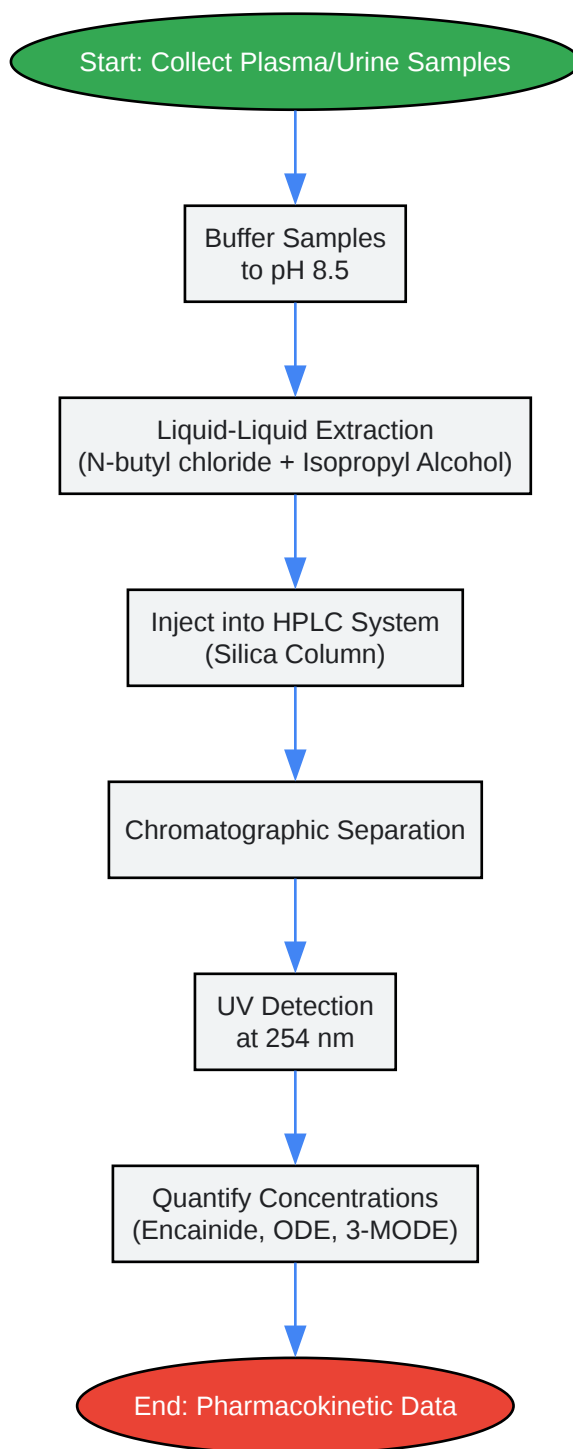 Start: Collect Plasma/Urine Samples
Buffer Samples
to pH 8.5
Liquid-Liquid Extraction
(N-butyl chloride + Isopropyl Alcohol)
Inject into HPLC System
(Silica Column)
Chromatographic Separation
UV Detection
at 254 nm
Quantify Concentrations
(Encainide, ODE, 3-MODE)
End: Pharmacokinetic Data